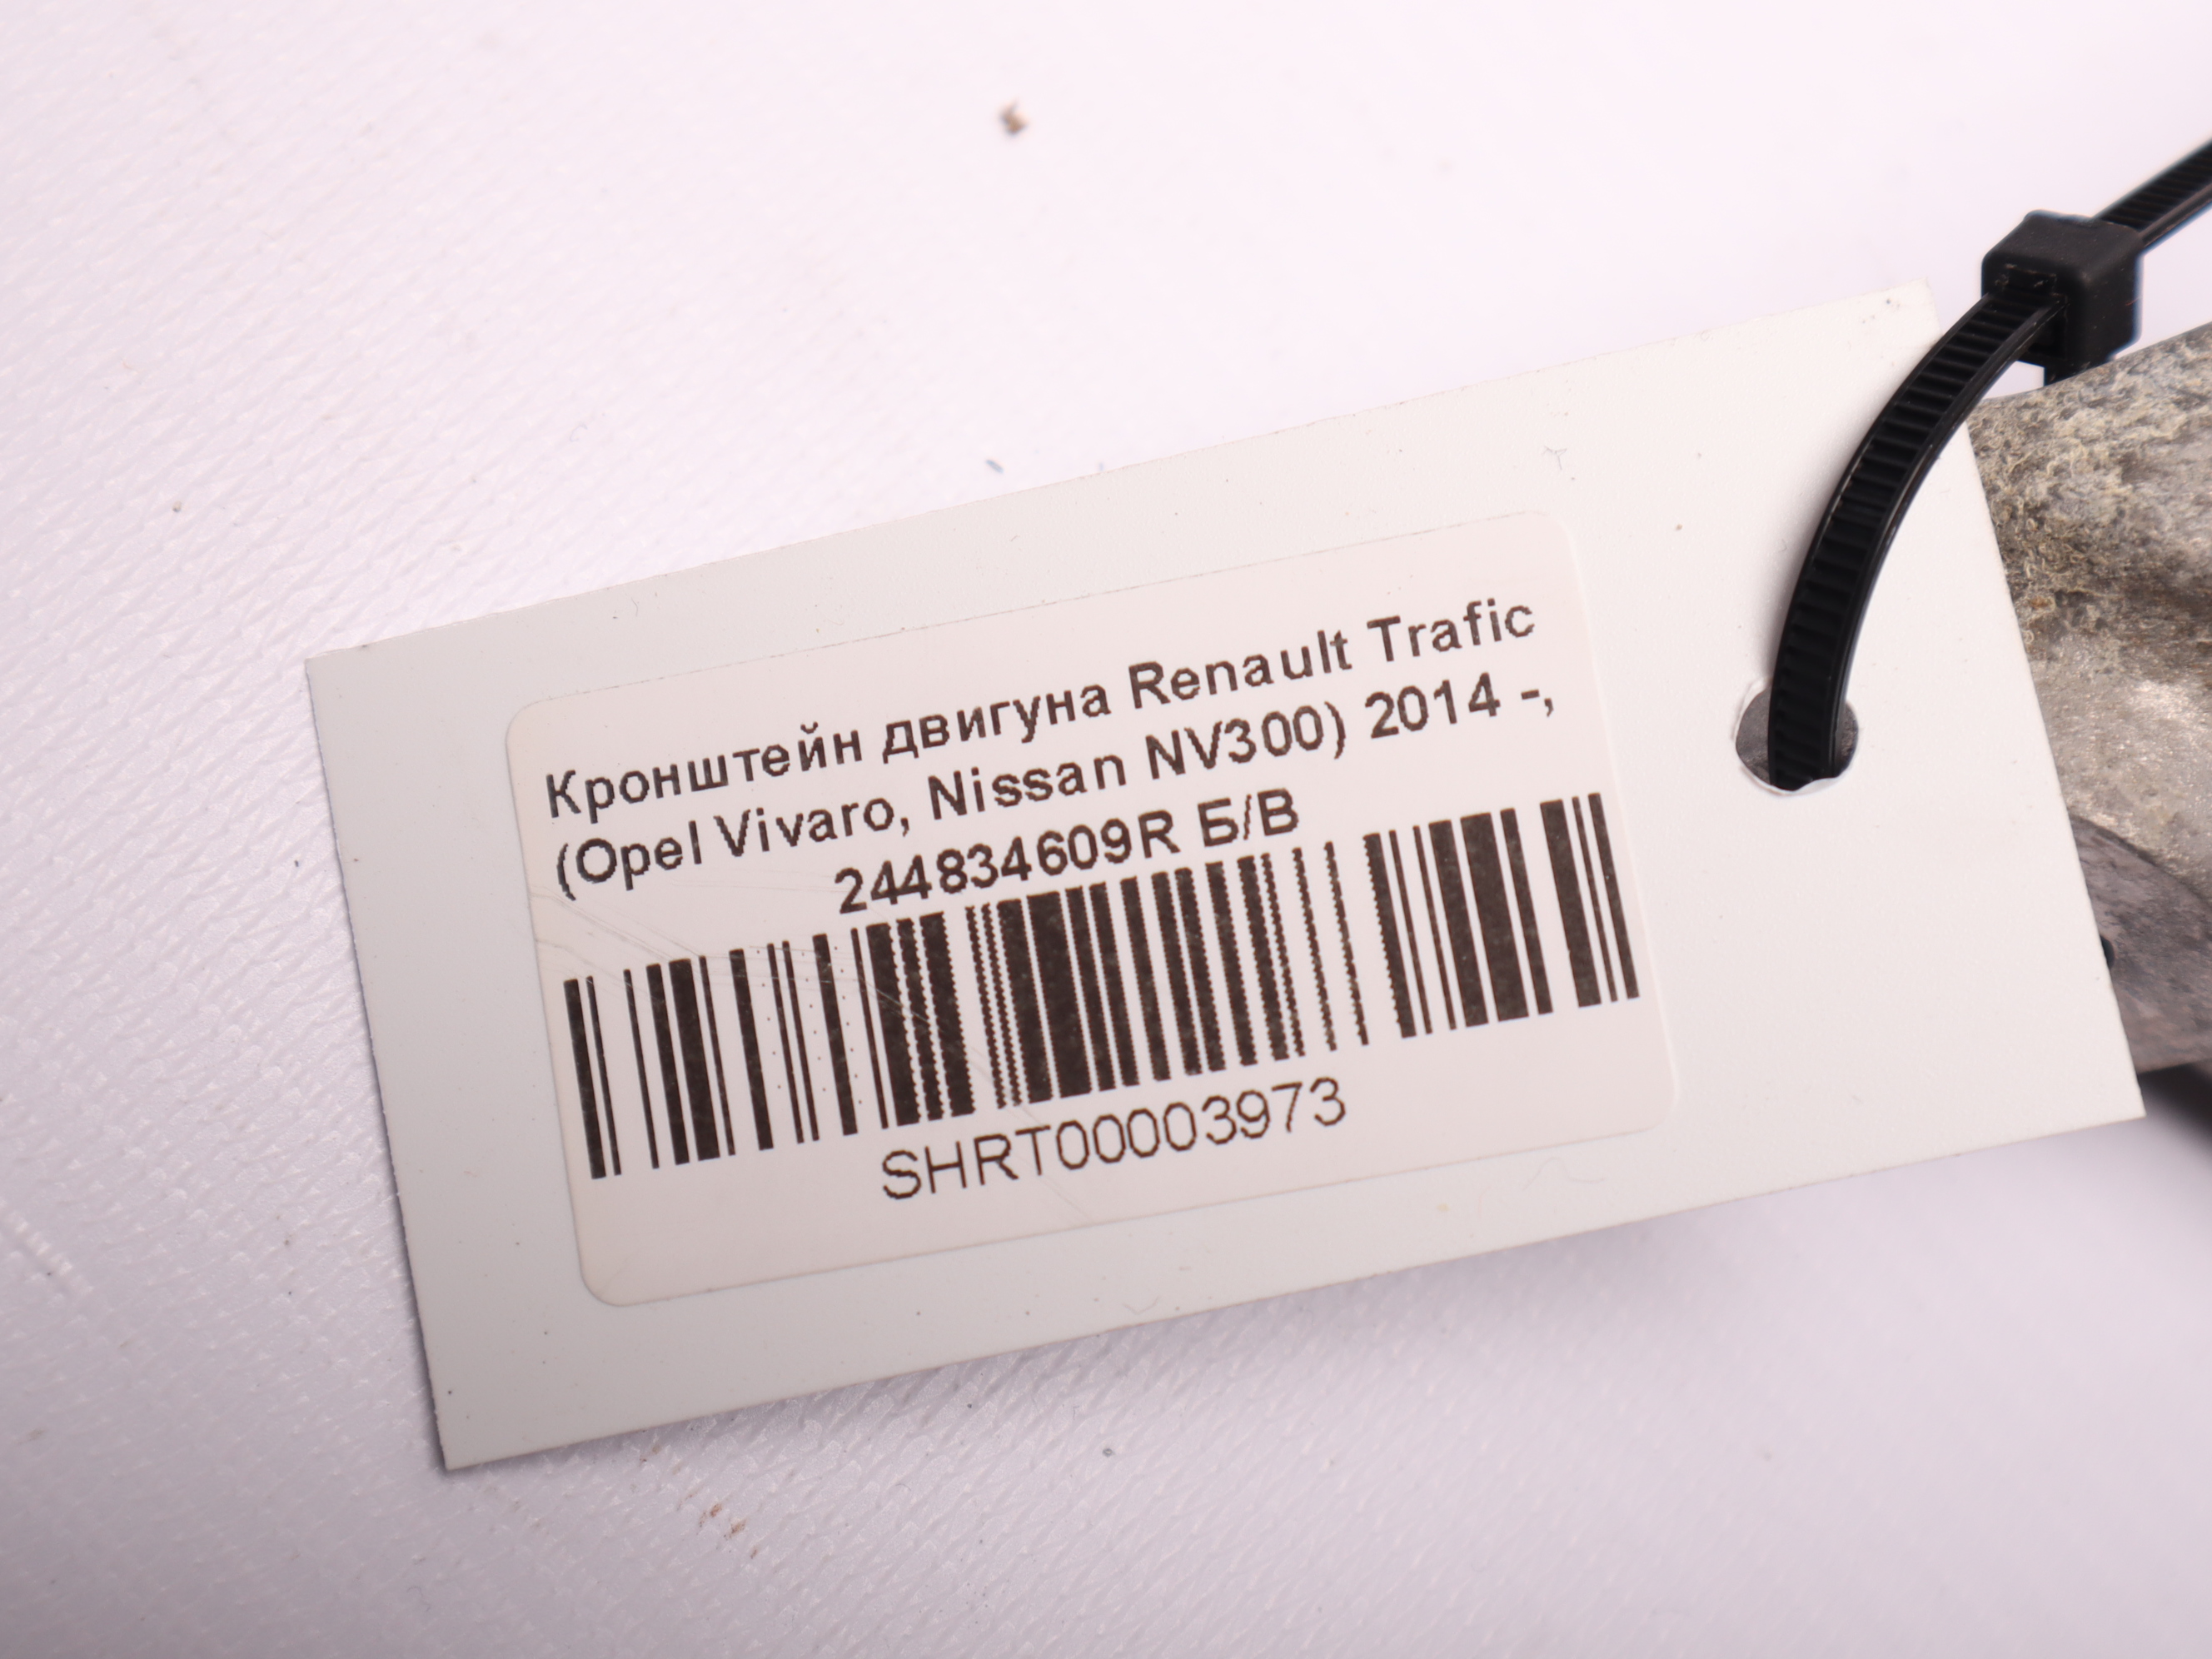 Кронштейн двигуна Renault Trafic
(Opel Vivaro, Nissan NV300) 2014 -,
244834609R Б/В
SHRT00003973